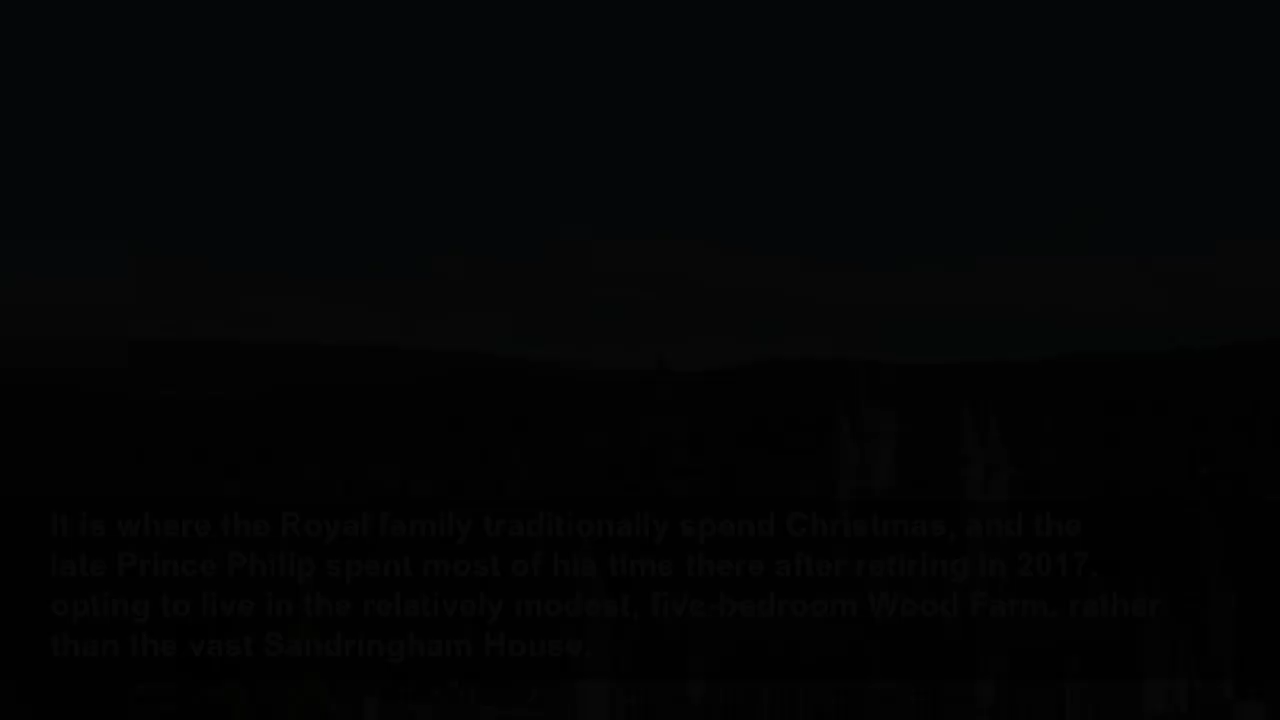 It is where the Royal family traditionally spend Christmas, and the
late Prince Philip spent most of his time there after retiring in 2017,
opting to live in the relatively modest, five-bedroom Wood Farm, rather
than the vast Sandringham House.